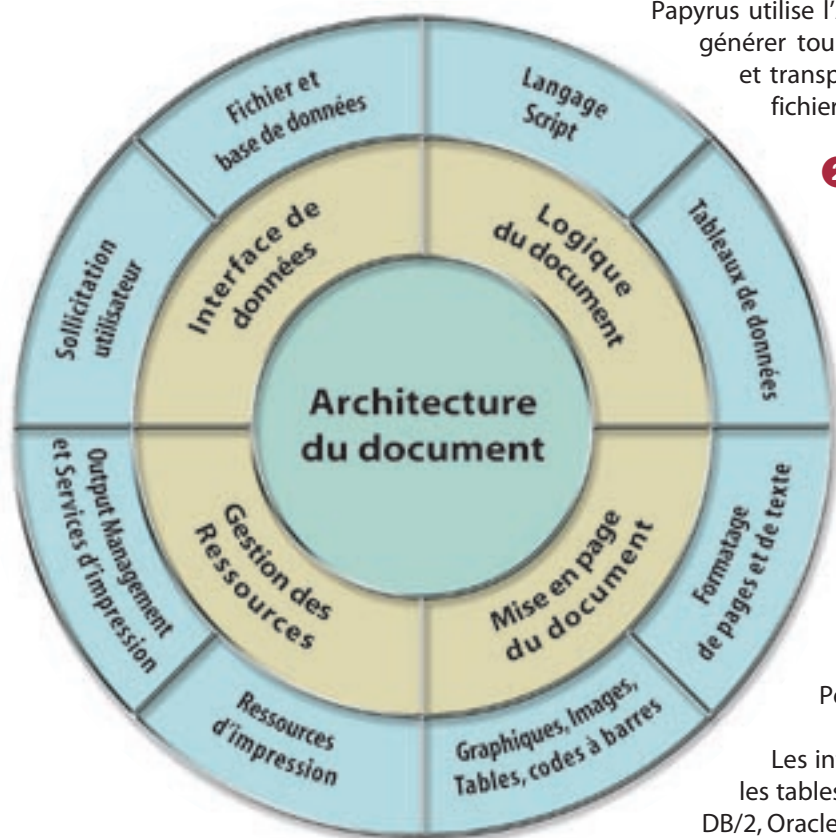 Papyrus utilise l'
générer tou
et transp
fichier
2
Fichier et
base de données
Langage
Script
Sollicitation
utilisateur
Interface de
données
Logique
du document
Tableaux de données
Architecture
du document
Output Management
et Services d'impression
Gestion des
Ressources
Mise en page
du document
Formatage
de pages et de texte
Ressources
d'impression
Graphiques, Images,
Tables, codes à barres
Les in
les tables
DB/2, Oracle